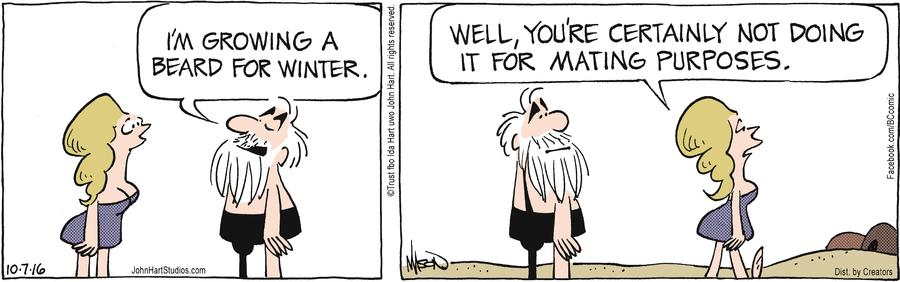 I'M GROWING A
BEARD FOR WINTER.
10·7·16
JohnHartStudios.com
©Trust fbo Ida Hart uwo John Hart. All rights reserved.
WELL, YOU'RE CERTAINLY NOT DOING
IT FOR MATING PURPOSES.
MASON
Facebook.com/BCcomic
Dist. by Creators